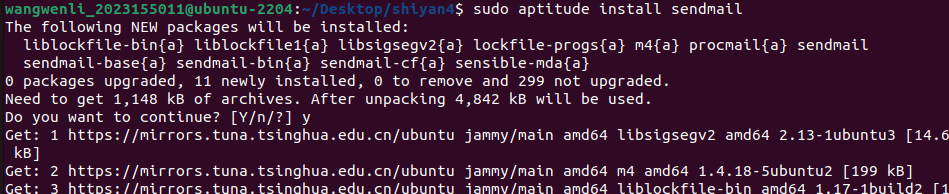 wangwenli_2023155011@ubuntu-2204:~/Desktop/shiyan4$ sudo aptitude install sendmail
The following NEW packages will be installed:
liblockfile-bin{a} liblockfile1{a} libsigsegv2{a} lockfile-progs{a} m4{a} procmail{a} sendmail
sendmail-base{a} sendmail-bin{a} sendmail-cf{a} sensible-mda{a}
0 packages upgraded, 11 newly installed, 0 to remove and 299 not upgraded.
Need to get 1,148 kB of archives. After unpacking 4,842 kB will be used.
Do you want to continue? [Y/n/?] y
Get: 1 https://mirrors.tuna.tsinghua.edu.cn/ubuntu jammy/main amd64 libsigsegv2 amd64 2.13-1ubuntu3 [14.6
kB]
Get: 2 https://mirrors.tuna.tsinghua.edu.cn/ubuntu jammy/main amd64 m4 amd64 1.4.18-5ubuntu2 [199 kB]
Get: 3 https://mirrors.tuna.tsinghua.edu.cn/ubuntu jammy/main amd64 liblockfile-bin amd64 1.17-1build2